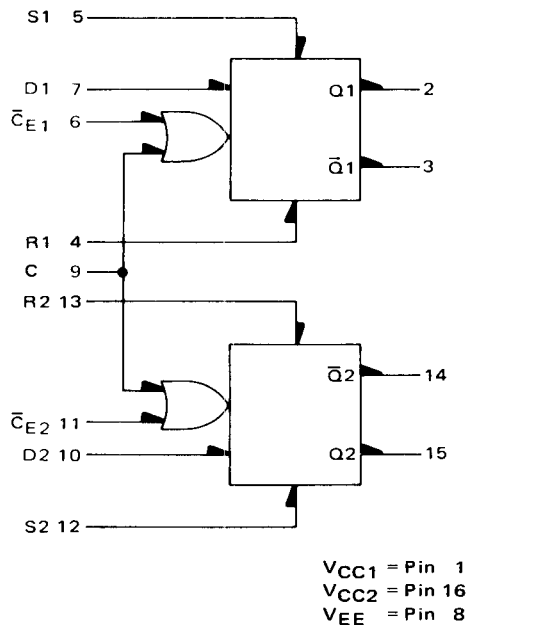 S1 5
D1 7
Q1 2
C̄E1 6
Q̄1 3
R1 4
C 9
R2 13
Q̄2 14
C̄E2 11
D2 10
Q2 15
S2 12
VCC1 = Pin 1
VCC2 = Pin 16
VEE = Pin 8